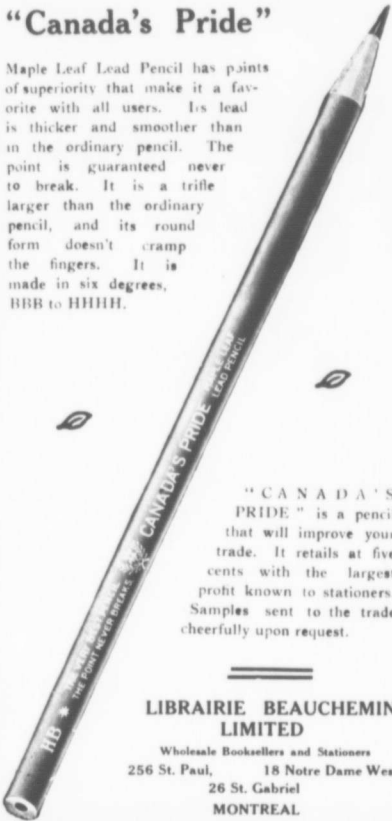 “Canada's Pride”
Maple Leaf Lead Pencil has points
of superiority that make it a fav-
orite with all users. Its lead
is thicker and smoother than
in the ordinary pencil. The
point is guaranteed never
to break. It is a trifle
larger than the ordinary
pencil, and its round
form doesn't cramp
the fingers. It is
made in six degrees,
BBB to HHHH.
LEAD PENCIL
CANADA'S PRIDE
THE POINT NEVER BREAKS
HB
“CANADA'S
PRIDE” is a pencil
that will improve your
trade. It retails at five
cents with the largest
profit known to stationers.
Samples sent to the trade
cheerfully upon request.
LIBRAIRIE BEAUCHEMIN
LIMITED
Wholesale Booksellers and Stationers
256 St. Paul, 18 Notre Dame Wes
26 St. Gabriel
MONTREAL